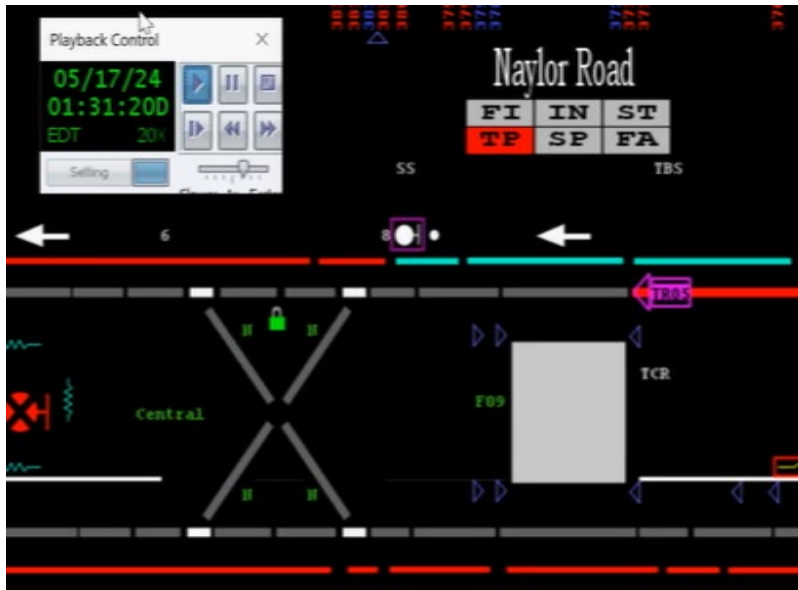 Playback Control
05/17/24
01:31:20D
EDT 20X
Setting
Naylor Road
FI IN ST
TP SP FA
SS
TBS
6
8
TR05
N N
TCR
F09
Central
N N